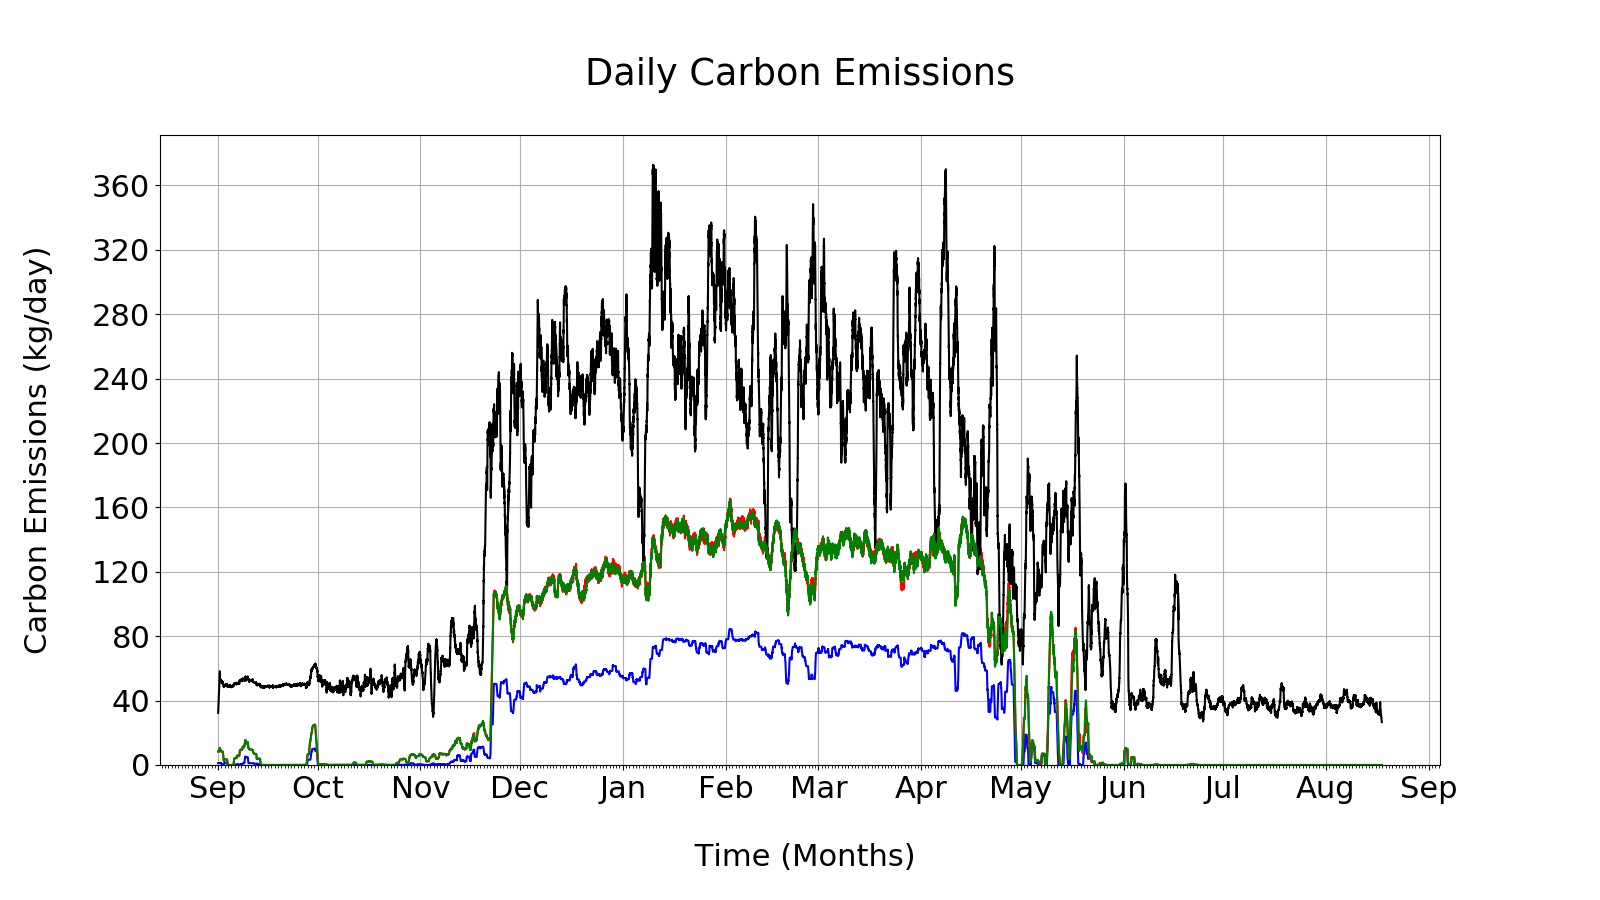 Daily Carbon Emissions
Carbon Emissions (kg/day)
360
320
280
240
200
160
120
80
40
0
Sep Oct Nov Dec Jan Feb Mar Apr May Jun Jul Aug Sep
Time (Months)